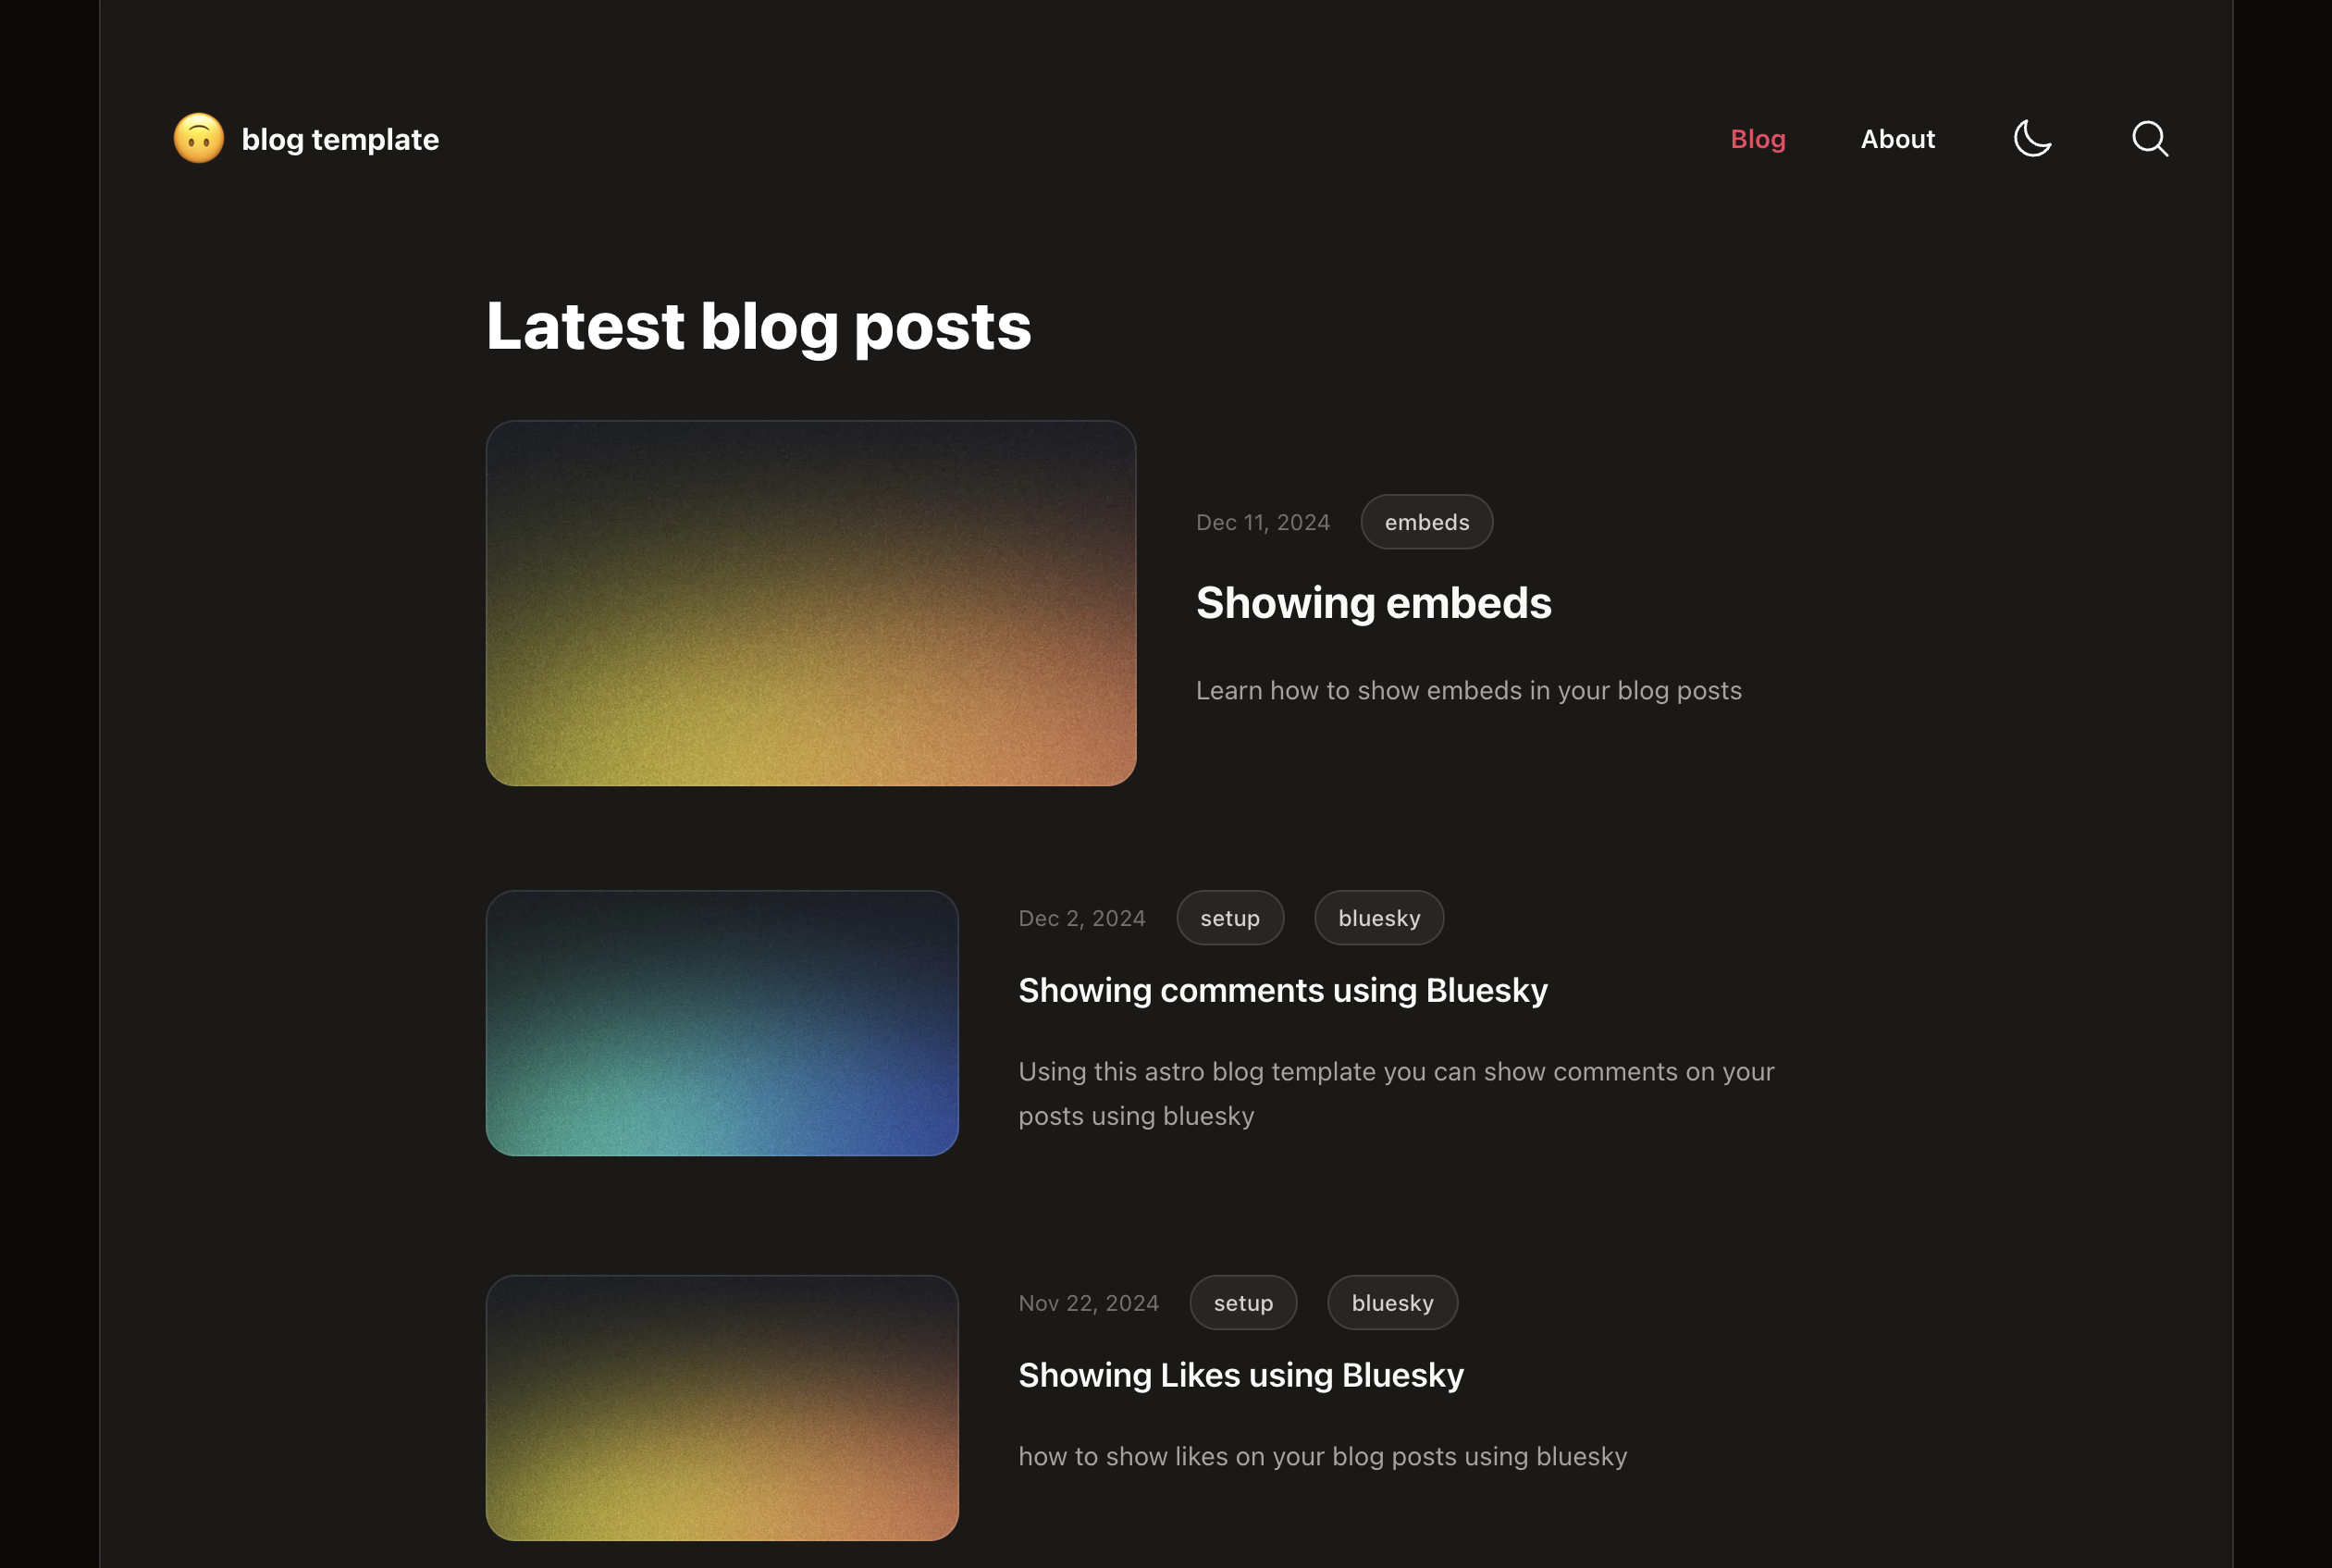 blog template
Blog
About
Latest blog posts
Dec 11, 2024
embeds
Showing embeds
Learn how to show embeds in your blog posts
Dec 2, 2024
setup
bluesky
Showing comments using Bluesky
Using this astro blog template you can show comments on your
posts using bluesky
Nov 22, 2024
setup
bluesky
Showing Likes using Bluesky
how to show likes on your blog posts using bluesky